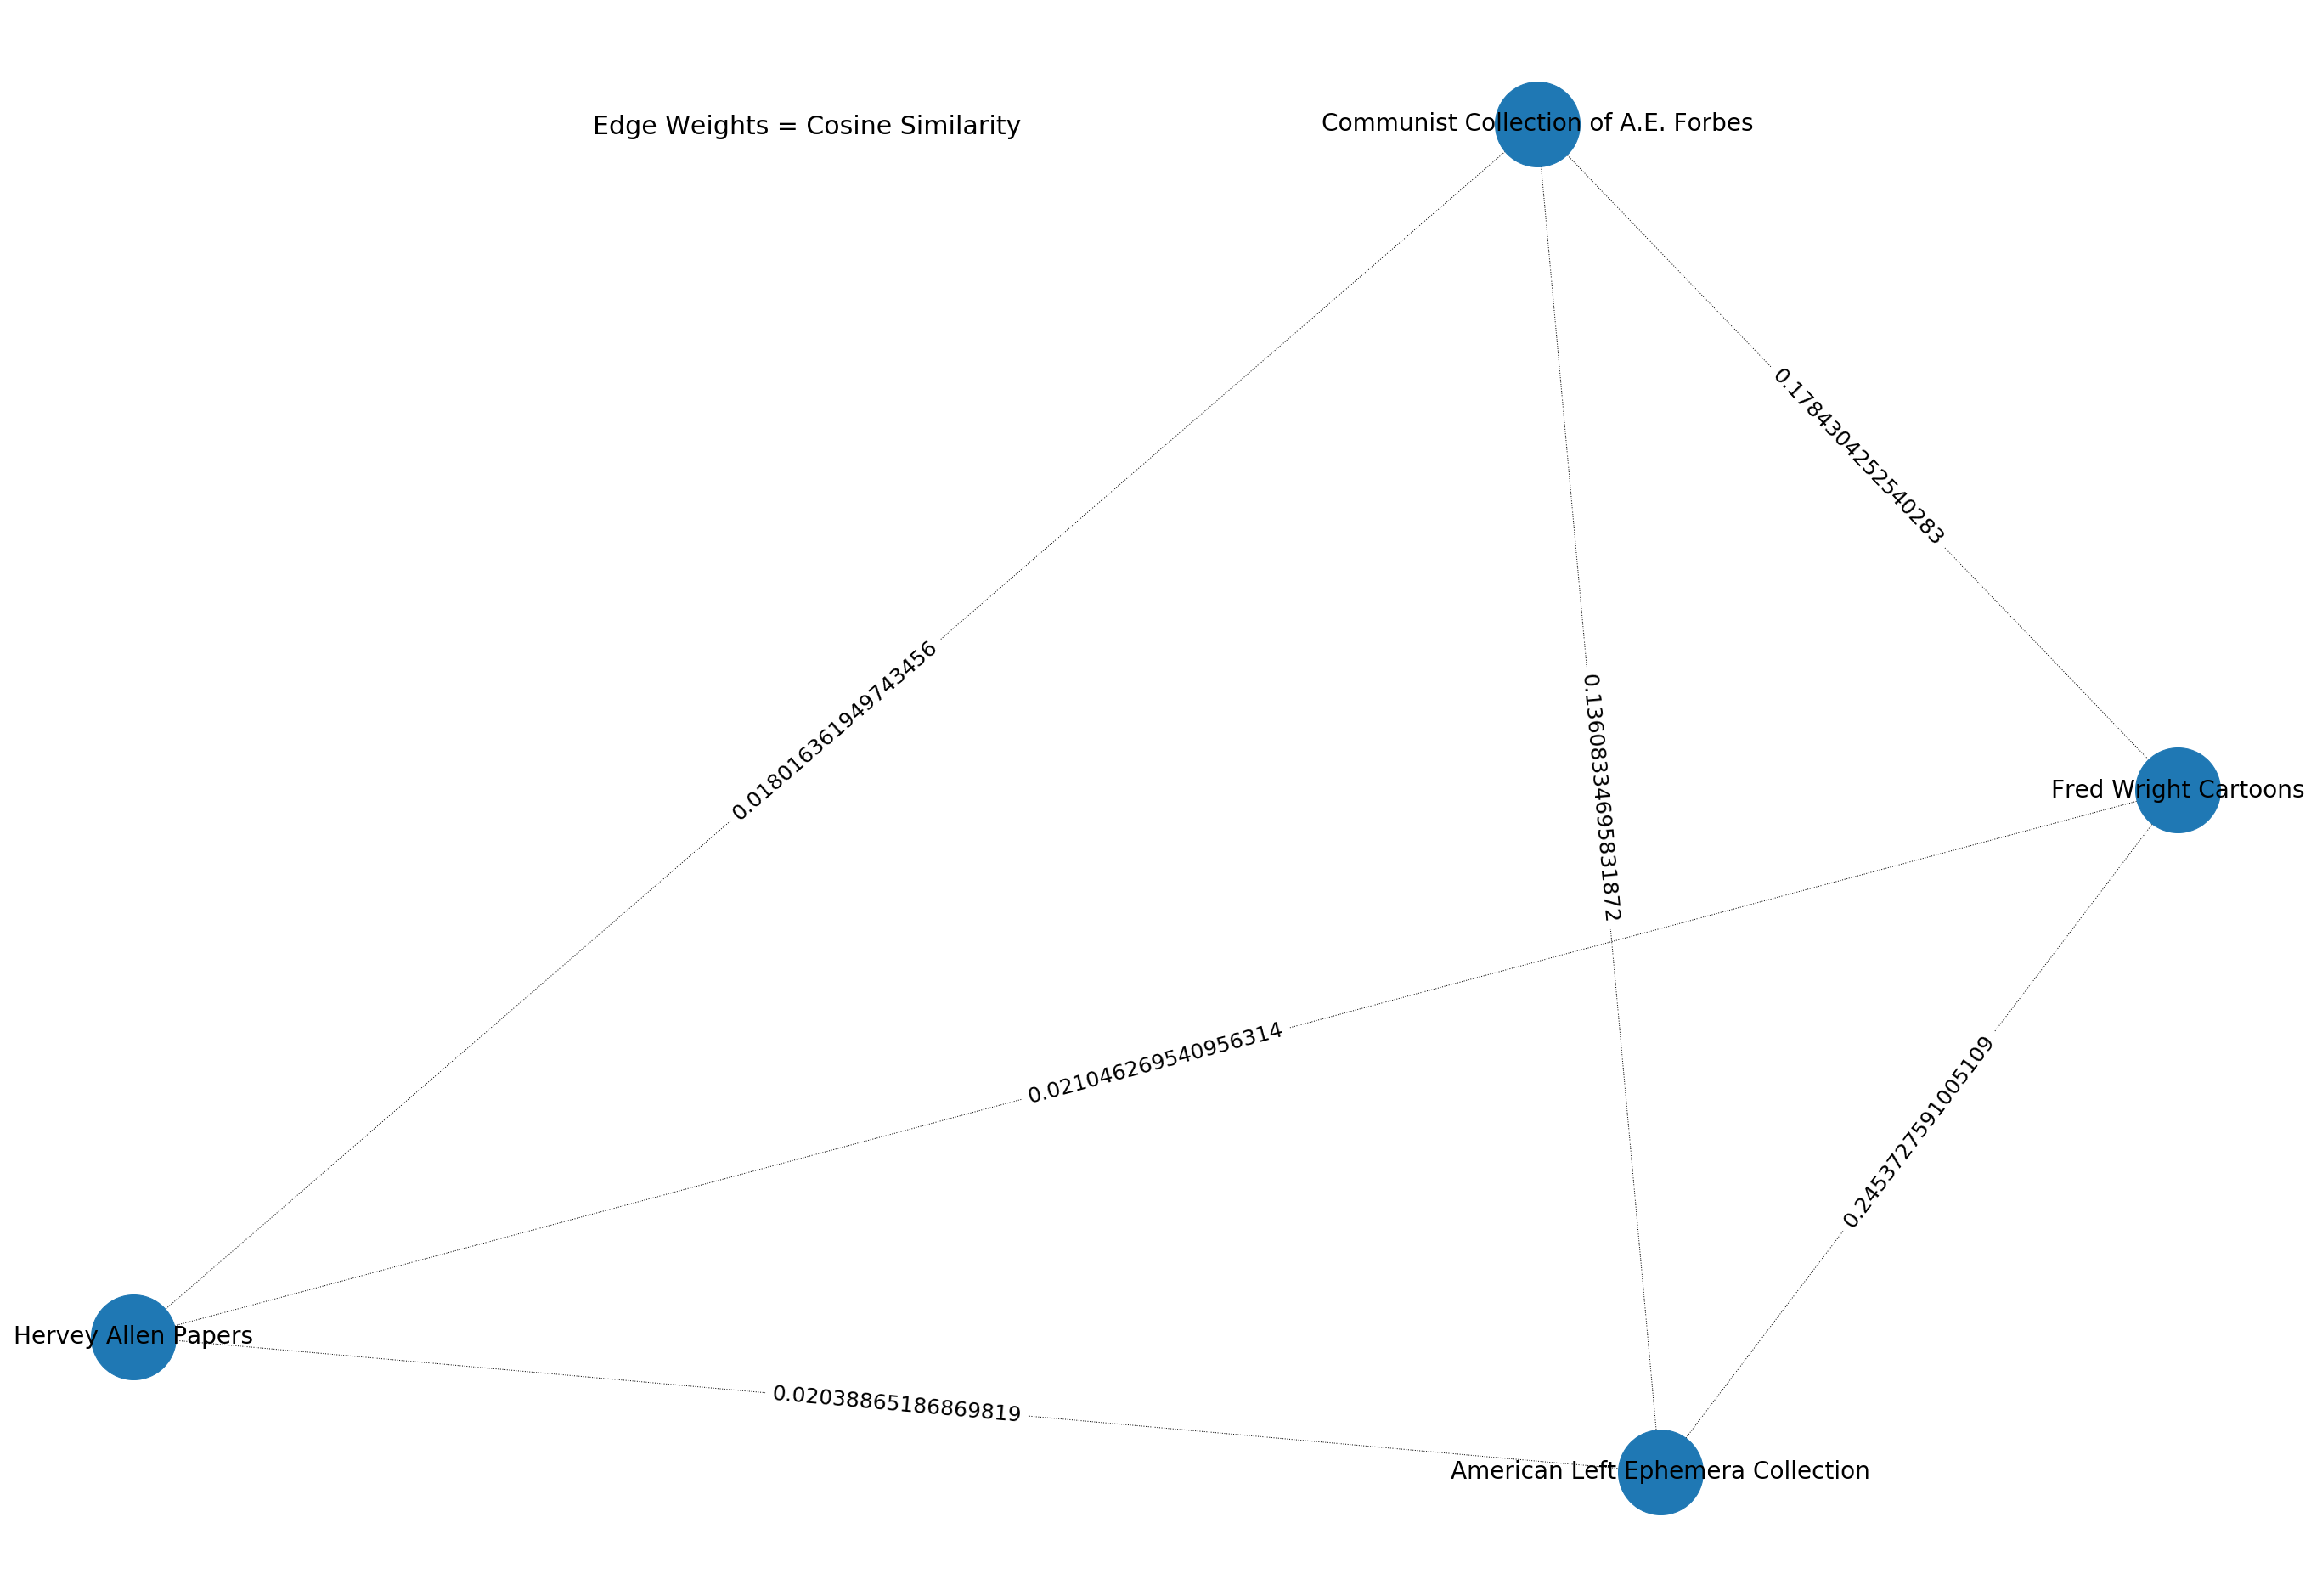 Communist Collection of A.E. Forbes
Edge Weights = Cosine Similarity
0.1784304252540283
0.018016361949743456
0.13608334695831872
Fred Wright Cartoons
0.021046269540956314
0.2453727591005109
Hervey Allen Papers
0.02038865186869819
American Left Ephemera Collection